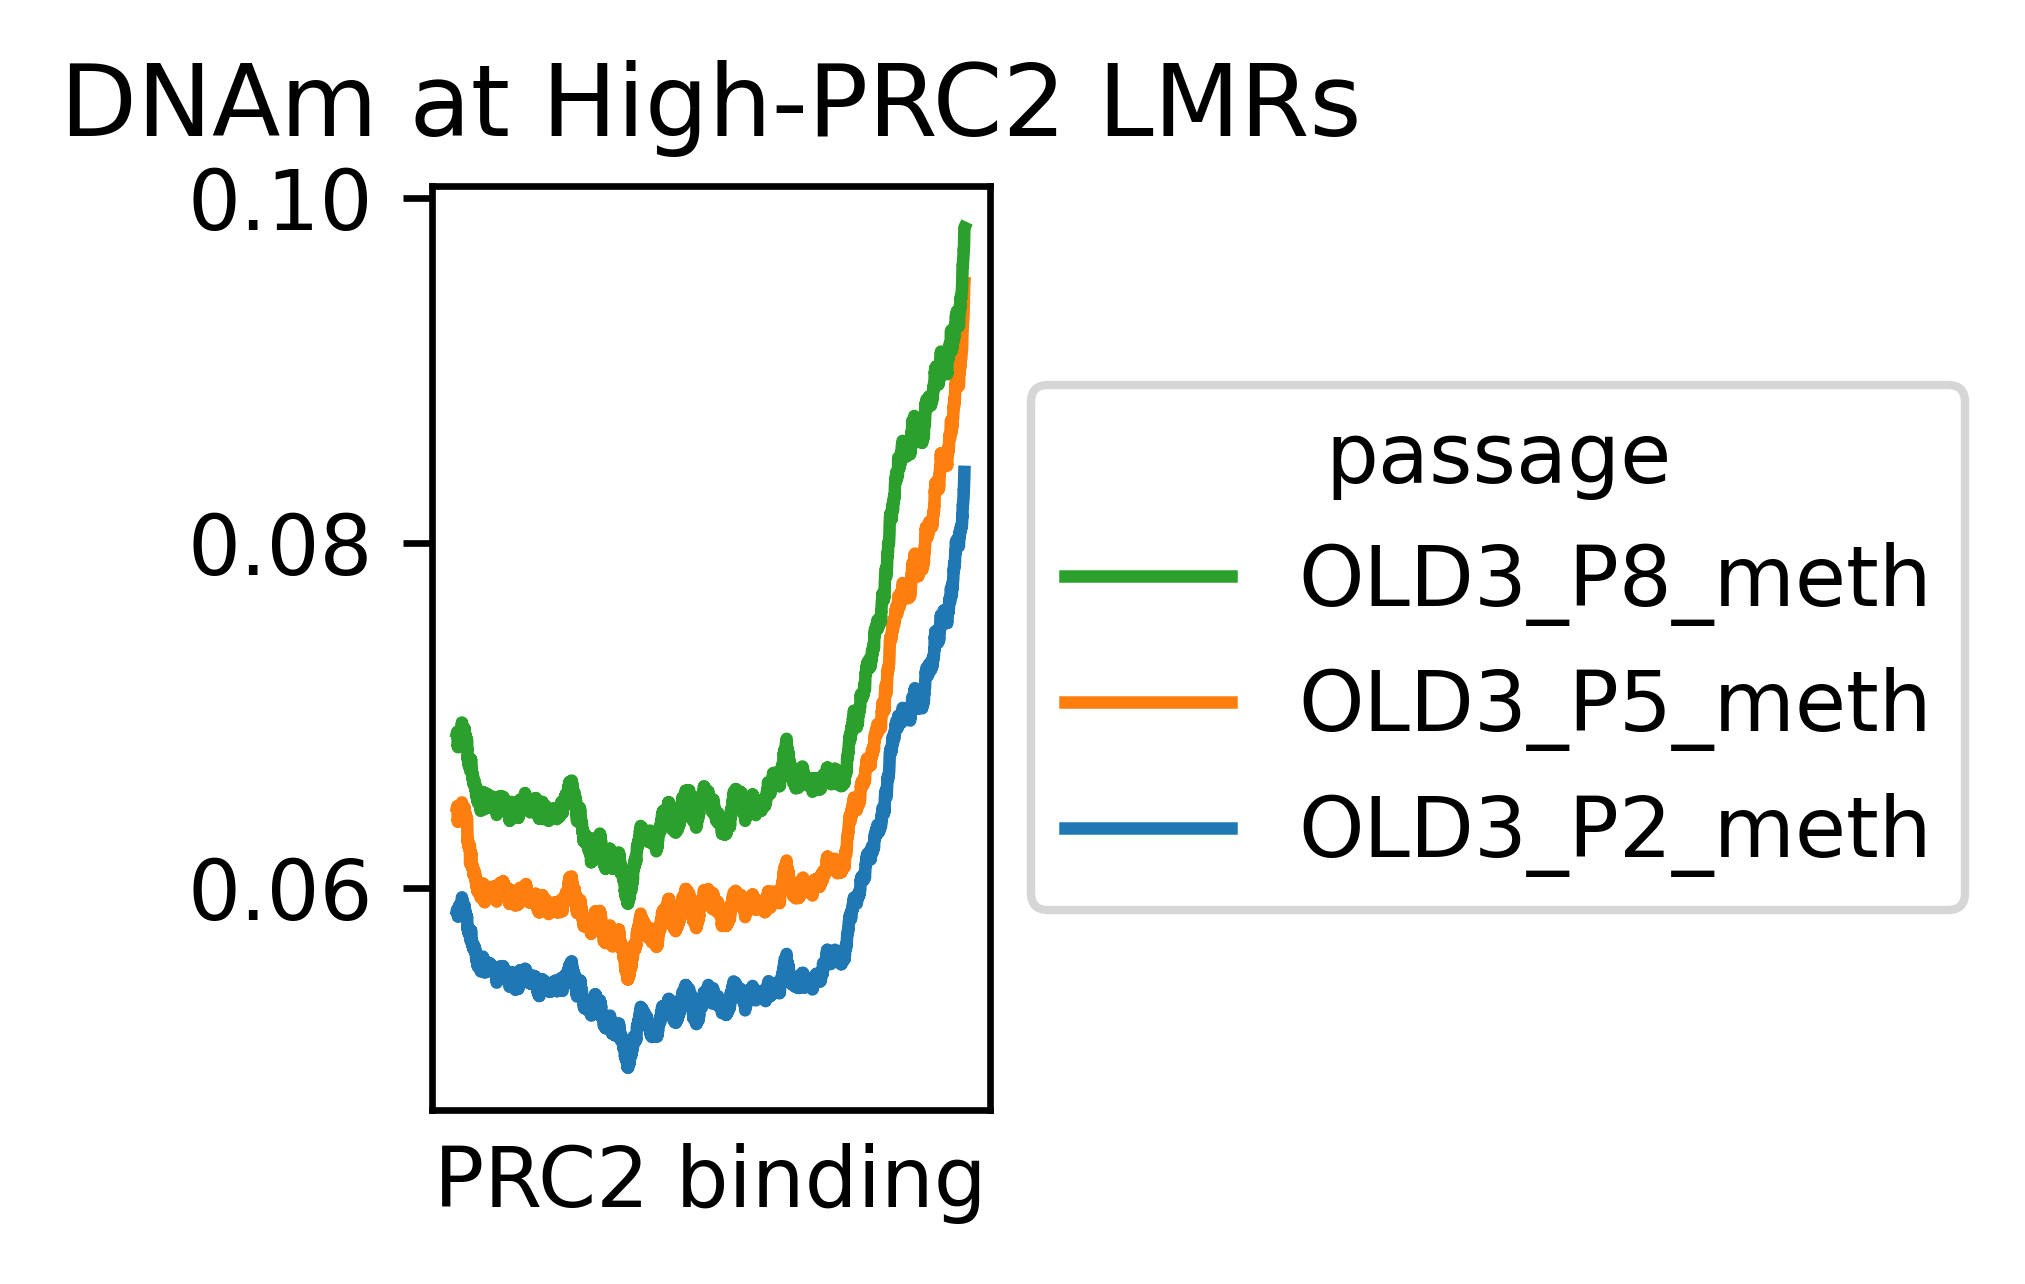 DNAm at High-PRC2 LMRs
0.10
0.08
0.06
PRC2 binding
passage
OLD3_P8_meth
OLD3_P5_meth
OLD3_P2_meth